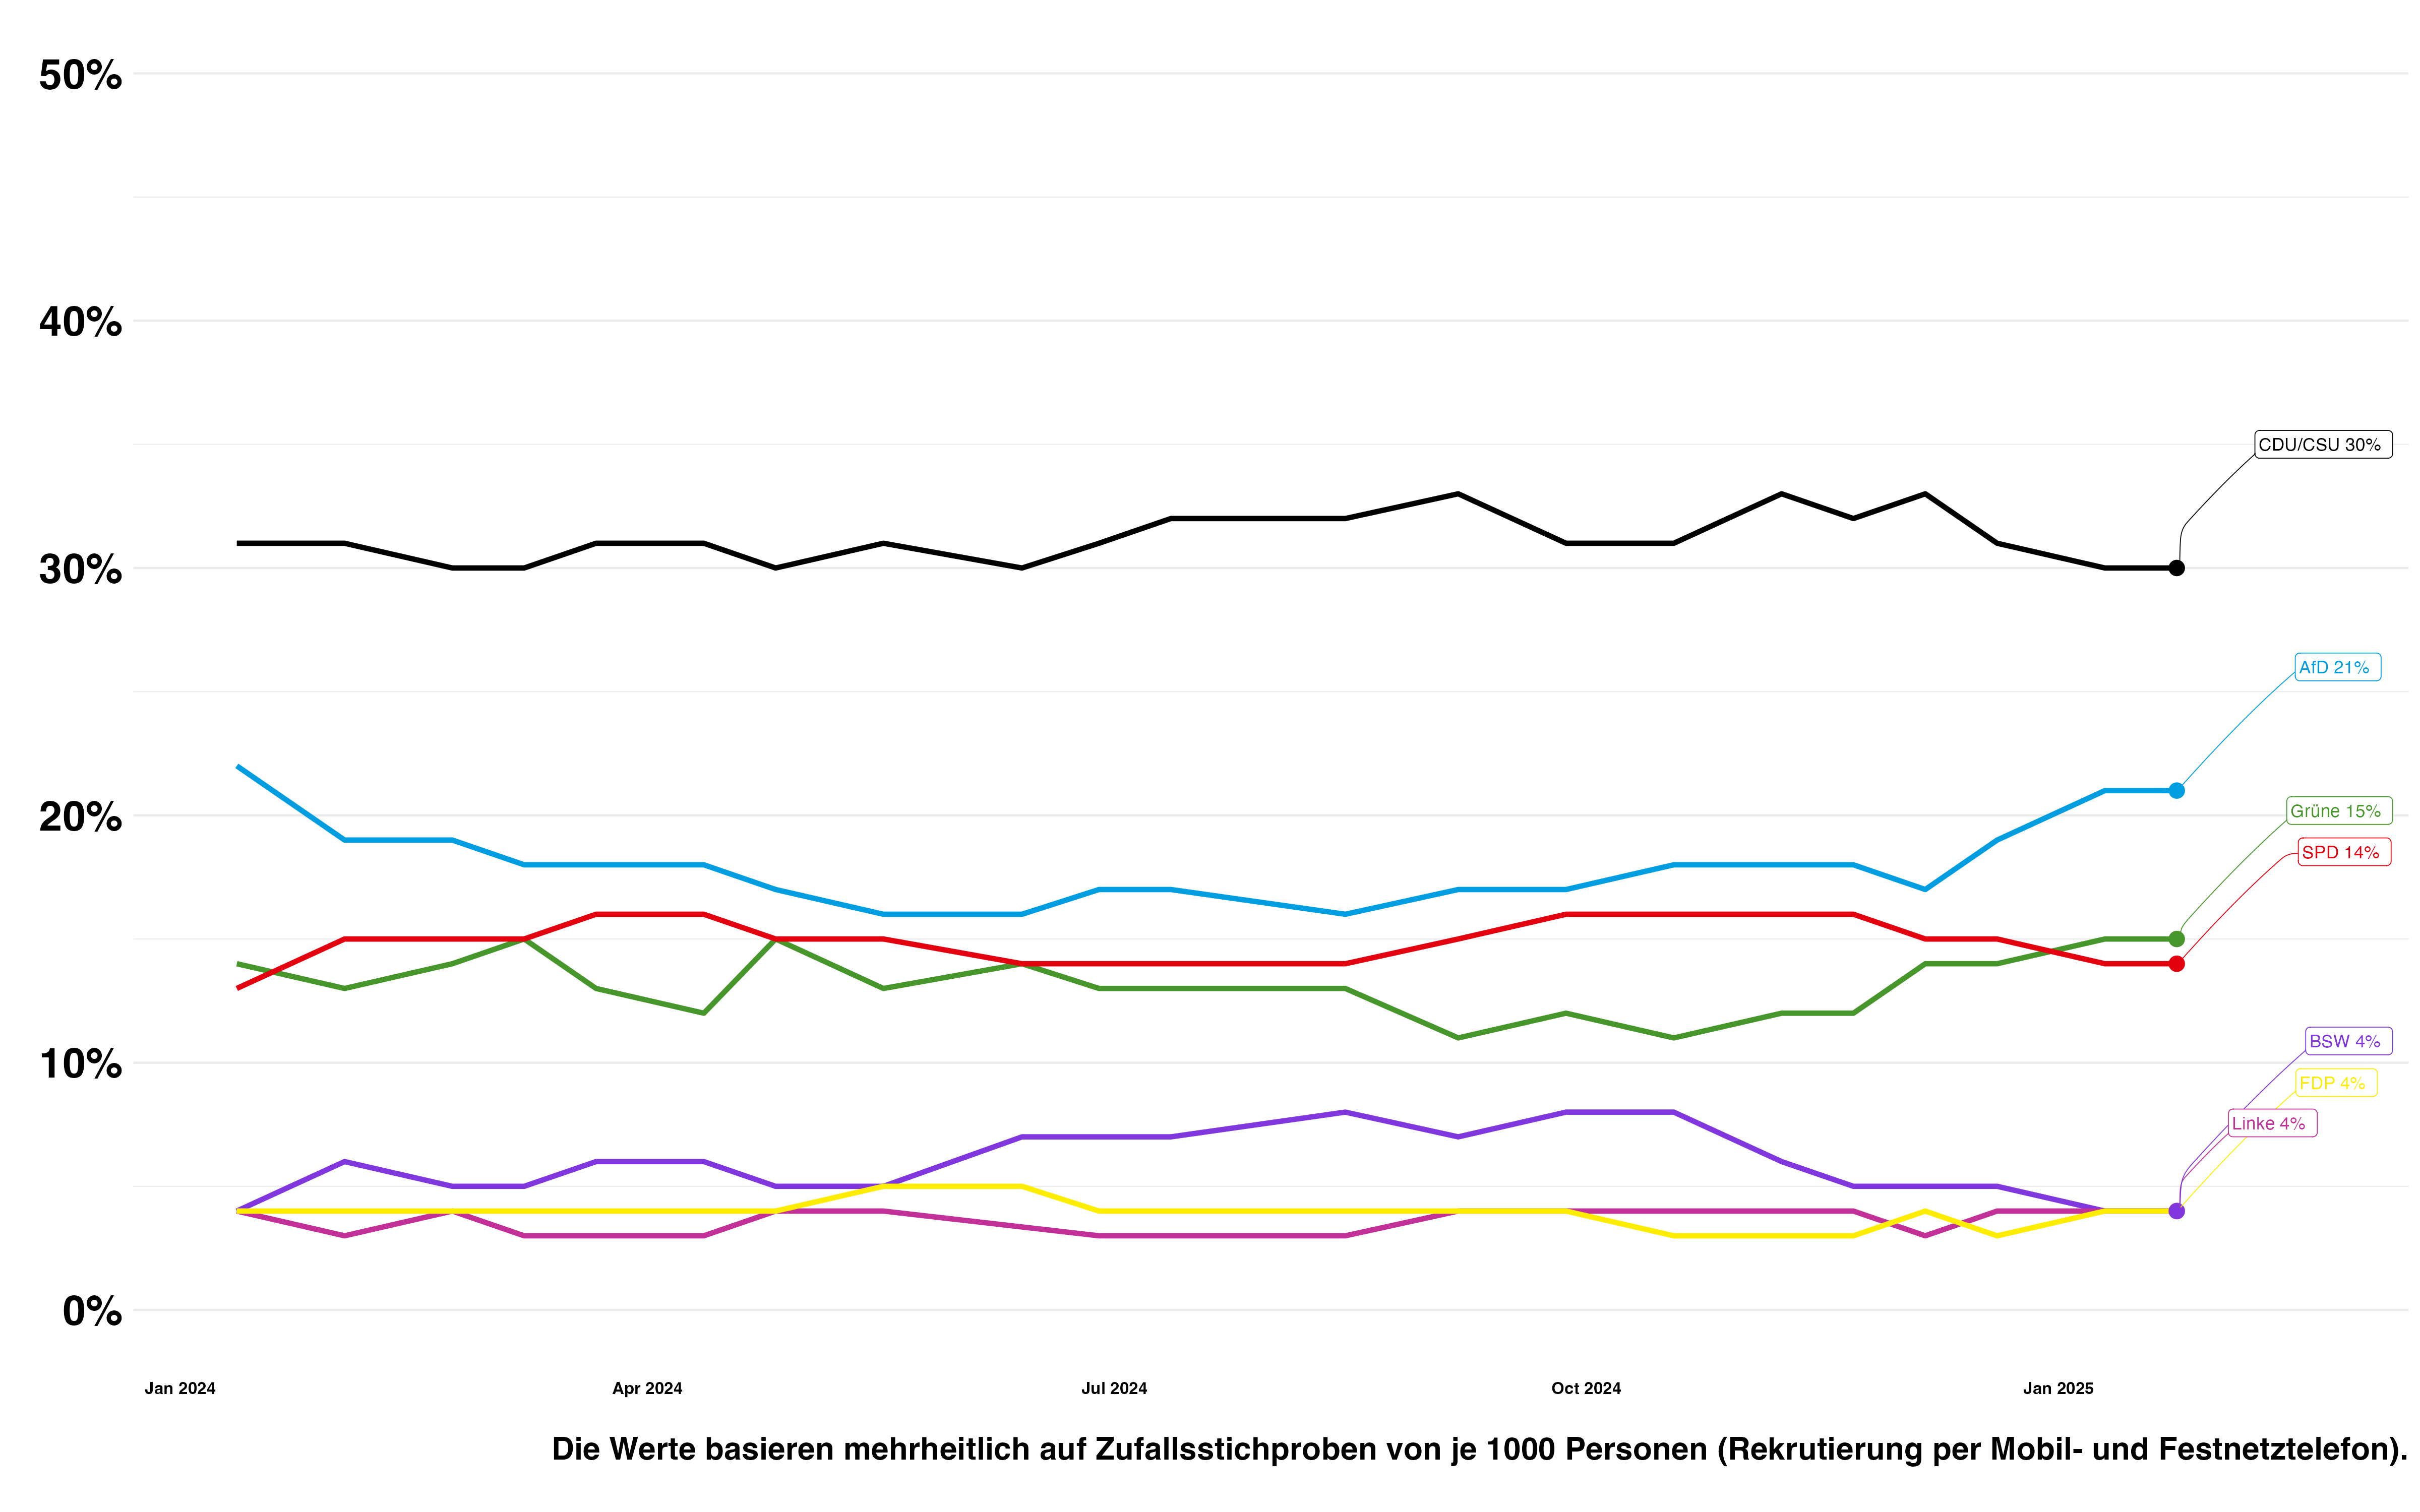 50%
40%
CDU/CSU 30%
30%
AfD 21%
Grüne 15%
20%
SPD 14%
BSW 4%
10%
FDP 4%
Linke 4%
0%
Jan 2024 Apr 2024 Jul 2024 Oct 2024 Jan 2025
Die Werte basieren mehrheitlich auf Zufallsstichproben von je 1000 Personen (Rekrutierung per Mobil- und Festnetztelefon).